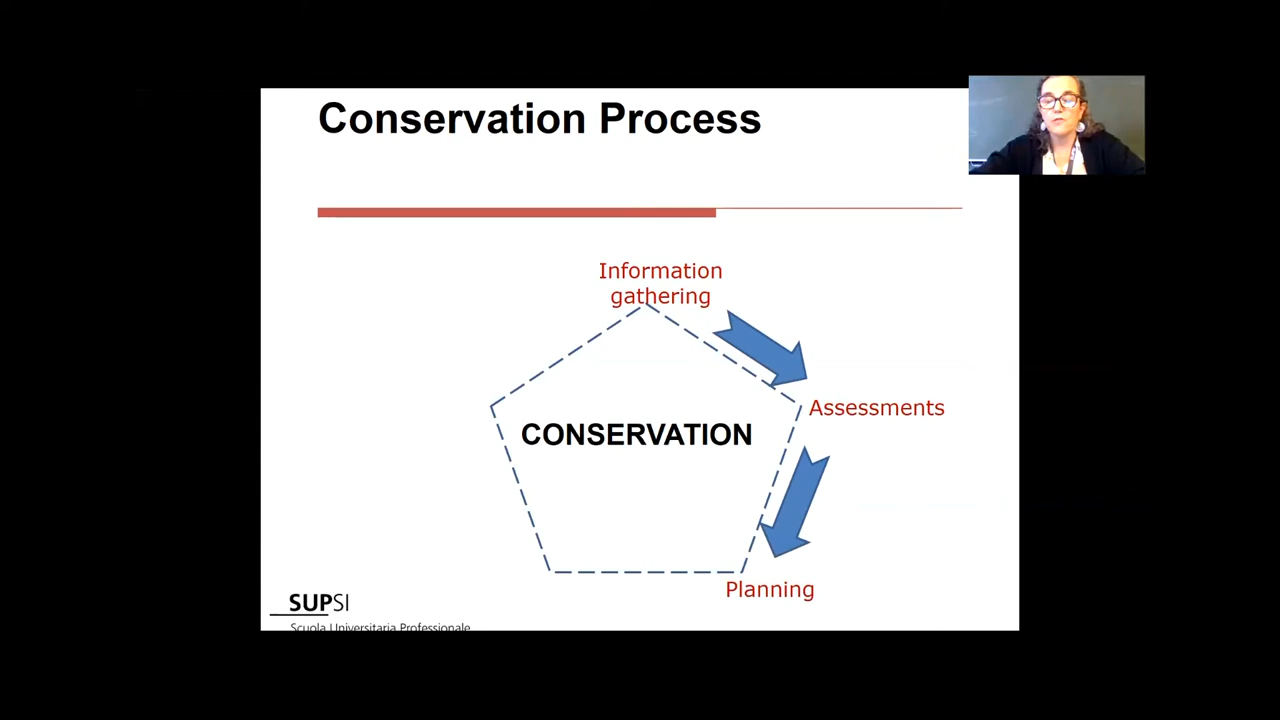 Conservation Process
Information
gathering
Assessments
CONSERVATION
Planning
SUPSI
Scuola Universitaria Professionale